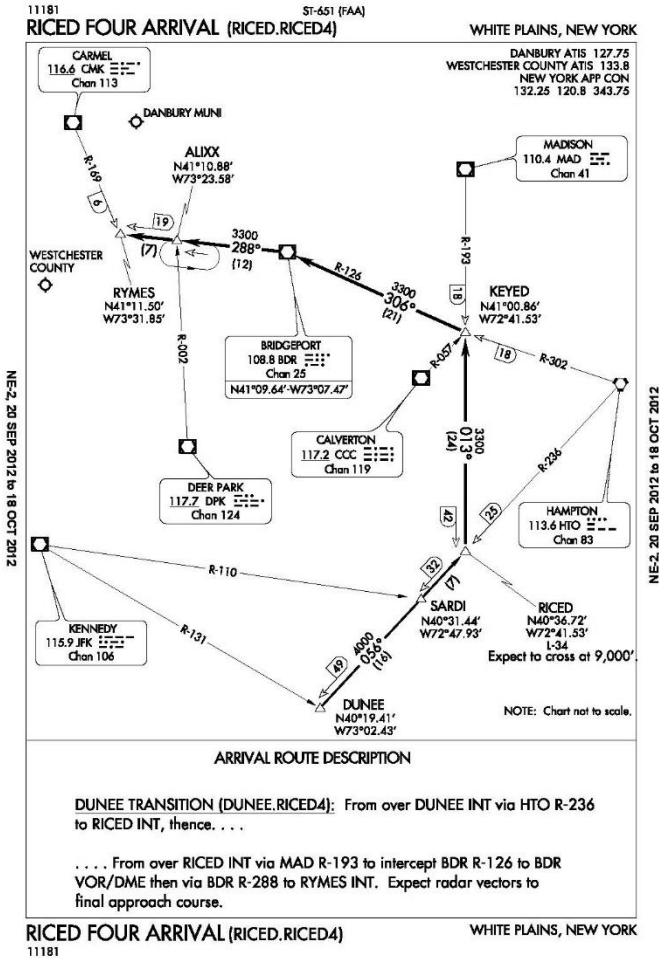 11181
ST-651 (FAA)
RICED FOUR ARRIVAL (RICED.RICED4)
WHITE PLAINS, NEW YORK
DANBURY ATIS 127.75
WESTCHESTER COUNTY ATIS 133.8
NEW YORK APP CON
132.25 120.8 343.75
CARMEL
116.6 CMK
Chan 113
DANBURY MUNI
ALIXX
N41°10.88'
W73°23.58'
MADISON
110.4 MAD
Chan 41
R-169
6
19
(7)
3300
288°
(12)
R-126
3300
306°
(21)
R-193
18
WESTCHESTER
COUNTY
RYMES
N41°11.50'
W73°31.85'
KEYED
N41°00.86'
W72°41.53'
R-002
BRIDGEPORT
108.8 BDR
Chan 25
N41°09.64'-W73°07.47'
R-057
18
R-302
CALVERTON
117.2 CCC
Chan 119
3300
013°
(24)
R-236
DEER PARK
117.7 DPK
Chan 124
HAMPTON
113.6 HTO
Chan 83
42
25
R-110
32
(7)
KENNEDY
115.9 JFK
Chan 106
R-131
SARDI
N40°31.44'
W72°47.93'
RICED
N40°36.72'
W72°41.53'
L-34
Expect to cross at 9,000'.
4000
056°
(16)
49
DUNEE
N40°19.41'
W73°02.43'
NOTE: Chart not to scale.
NE-2, 20 SEP 2012 to 18 OCT 2012
NE-2, 20 SEP 2012 to 18 OCT 2012
ARRIVAL ROUTE DESCRIPTION
DUNEE TRANSITION (DUNEE.RICED4): From over DUNEE INT via HTO R-236
to RICED INT, thence. . . .
. . . . From over RICED INT via MAD R-193 to intercept BDR R-126 to BDR
VOR/DME then via BDR R-288 to RYMES INT. Expect radar vectors to
final approach course.
RICED FOUR ARRIVAL (RICED.RICED4)
WHITE PLAINS, NEW YORK
11181